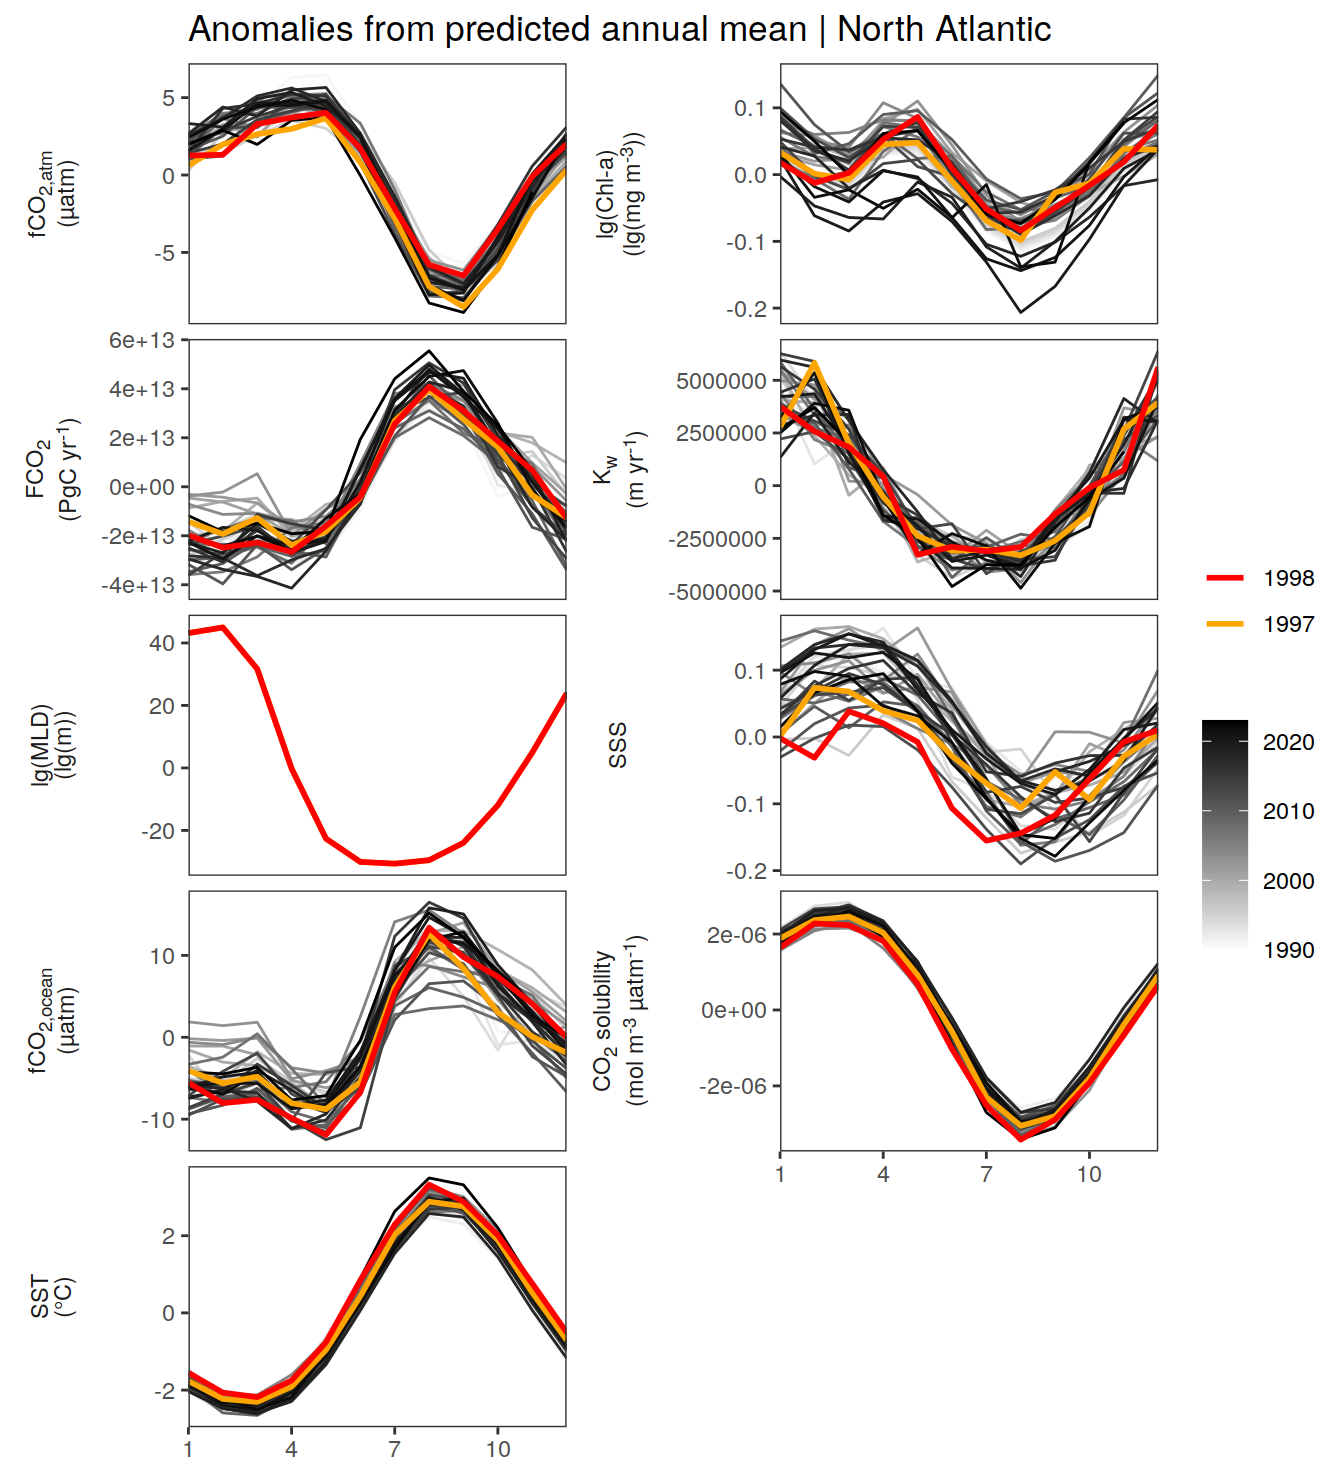 Anomalies from predicted annual mean | North Atlantic
fCO2,atm
(µatm)
5
0
-5
lg(Chl-a)
(lg(mg m-3))
0.1
0.0
-0.1
-0.2
FCO2
(PgC yr-1)
6e+13
4e+13
2e+13
0e+00
-2e+13
-4e+13
Kw
(m yr-1)
5000000
2500000
0
-2500000
-5000000
lg(MLD)
(lg(m))
40
20
0
-20
SSS
0.1
0.0
-0.1
-0.2
fCO2,ocean
(µatm)
10
0
-10
CO2 solubility
(mol m-3 µatm-1)
2e-06
0e+00
-2e-06
1 4 7 10
SST
(°C)
2
0
-2
1 4 7 10
1998
1997
2020
2010
2000
1990